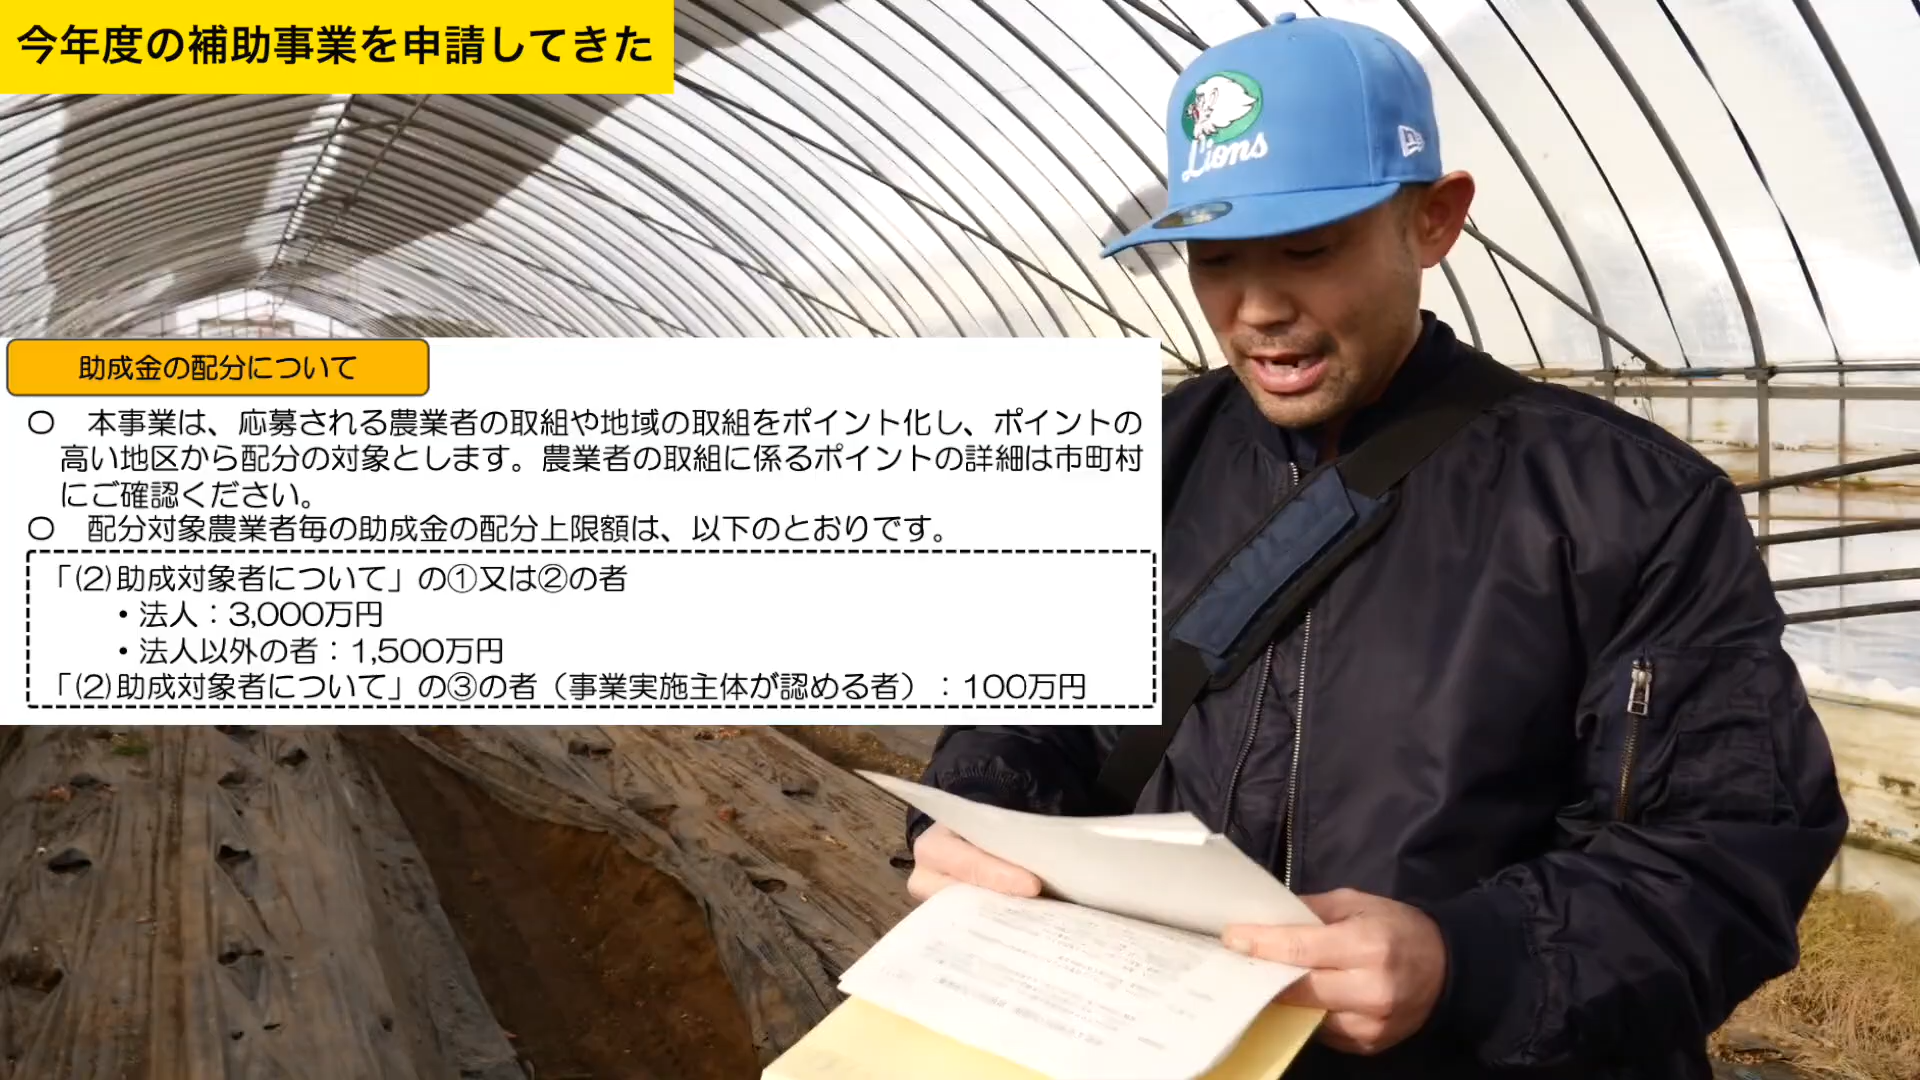 今年度の補助事業を申請してきた
Lions
助成金の配分について
〇　本事業は、応募される農業者の取組や地域の取組をポイント化し、ポイントの
高い地区から配分の対象とします。農業者の取組に係るポイントの詳細は市町村
にご確認ください。
〇　配分対象農業者毎の助成金の配分上限額は、以下のとおりです。
「(2)助成対象者について」の①又は②の者
・法人：3,000万円
・法人以外の者：1,500万円
「(2)助成対象者について」の③の者（事業実施主体が認める者）：100万円